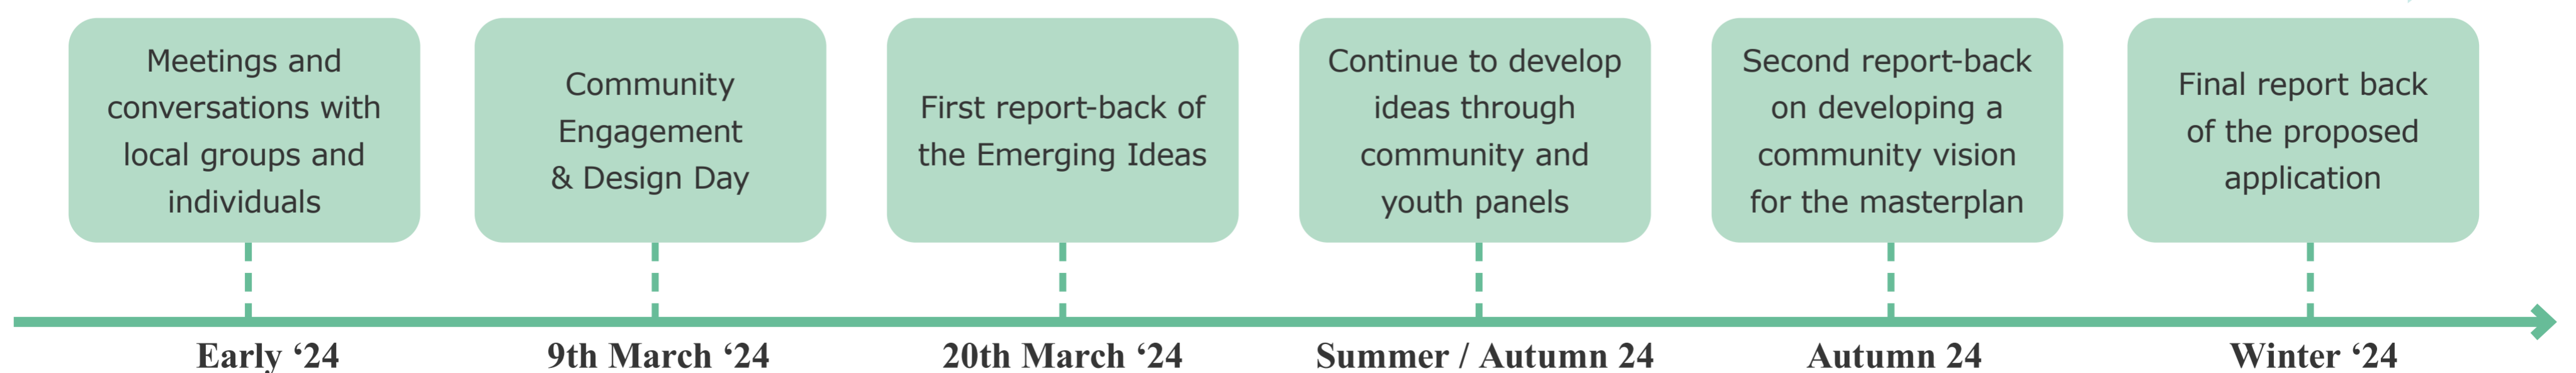 Meetings and
conversations with
local groups and
individuals
Community
Engagement
& Design Day
First report-back of
the Emerging Ideas
Continue to develop
ideas through
community and
youth panels
Second report-back
on developing a
community vision
for the masterplan
Final report back
of the proposed
application
Early ‘24
9th March ‘24
20th March ‘24
Summer / Autumn 24
Autumn 24
Winter ‘24